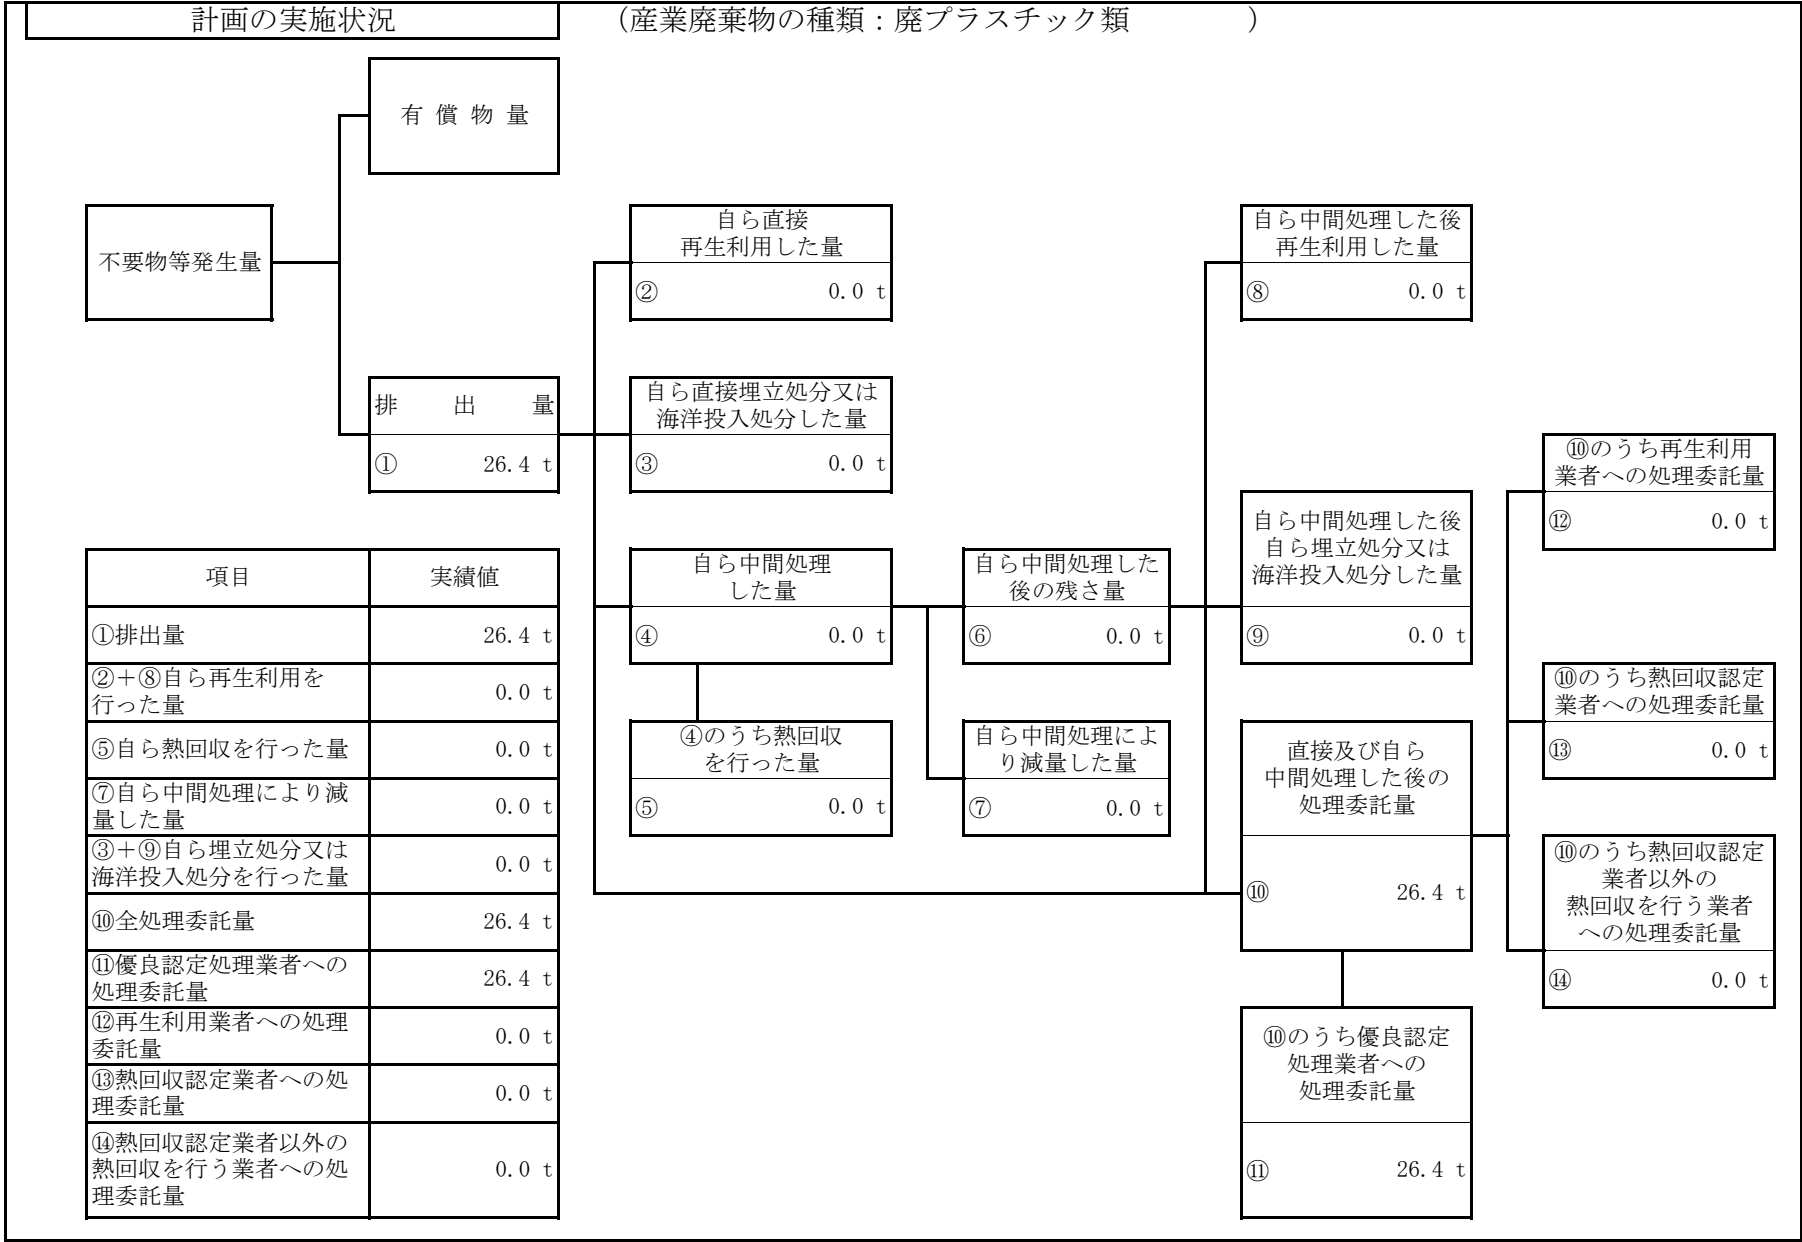 計画の実施状況
（産業廃棄物の種類：廃プラスチック類　　　　）
有 償 物 量
不要物等発生量
自ら直接
再生利用した量
② 0.0 t
自ら中間処理した後
再生利用した量
⑧ 0.0 t
排 出 量
① 26.4 t
自ら直接埋立処分又は
海洋投入処分した量
③ 0.0 t
⑩のうち再生利用
業者への処理委託量
⑫ 0.0 t
自ら中間処理した量
④ 0.0 t
自ら中間処理した
後の残さ量
⑥ 0.0 t
自ら中間処理した後
自ら埋立処分又は
海洋投入処分した量
⑨ 0.0 t
⑩のうち熱回収認定
業者への処理委託量
⑬ 0.0 t
④のうち熱回収
を行った量
⑤ 0.0 t
自ら中間処理によ
り減量した量
⑦ 0.0 t
直接及び自ら
中間処理した後の
処理委託量
⑩ 26.4 t
⑩のうち熱回収認定
業者以外の
熱回収を行う業者
への処理委託量
⑭ 0.0 t
⑩のうち優良認定
処理業者への
処理委託量
⑪ 26.4 t
項目 実績値
①排出量 26.4 t
②＋⑧自ら再生利用を
行った量 0.0 t
⑤自ら熱回収を行った量 0.0 t
⑦自ら中間処理により減
量した量 0.0 t
③＋⑨自ら埋立処分又は
海洋投入処分を行った量 0.0 t
⑩全処理委託量 26.4 t
⑪優良認定処理業者への
処理委託量 26.4 t
⑫再生利用業者への処理
委託量 0.0 t
⑬熱回収認定業者への処
理委託量 0.0 t
⑭熱回収認定業者以外の
熱回収を行う業者への処
理委託量 0.0 t